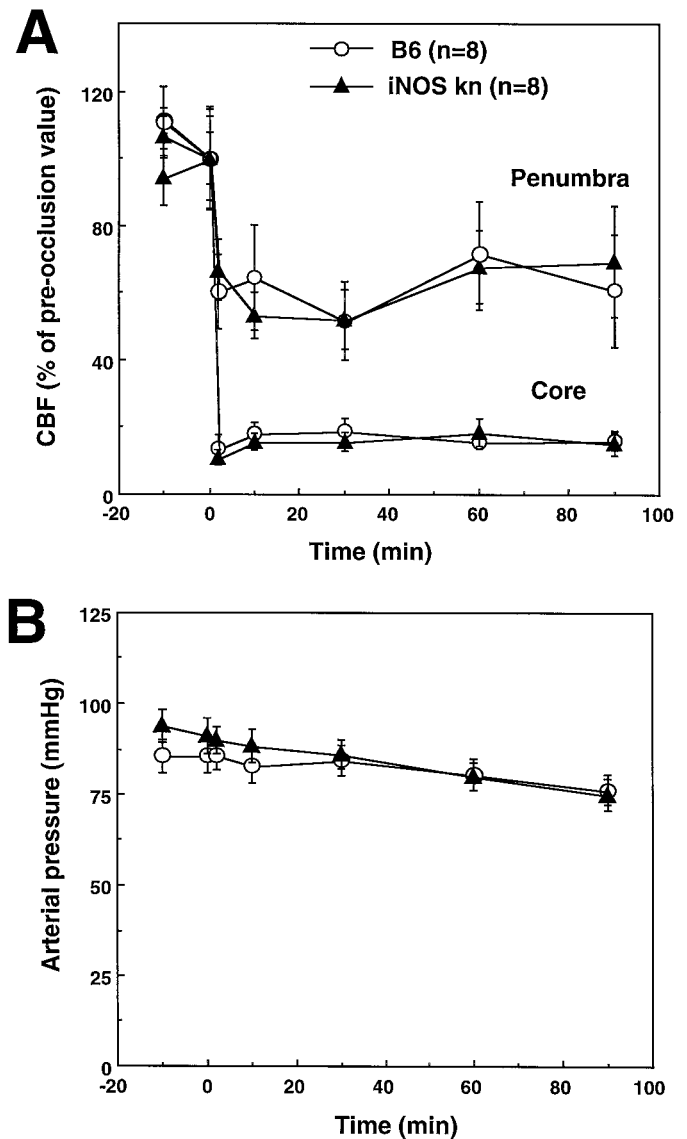 A
B6 (n=8)
iNOS kn (n=8)
CBF (% of pre-occlusion value)
120
80
40
0
Penumbra
Core
-20 0 20 40 60 80 100
Time (min)
B
Arterial pressure (mmHg)
125
100
75
50
25
0
-20 0 20 40 60 80 100
Time (min)